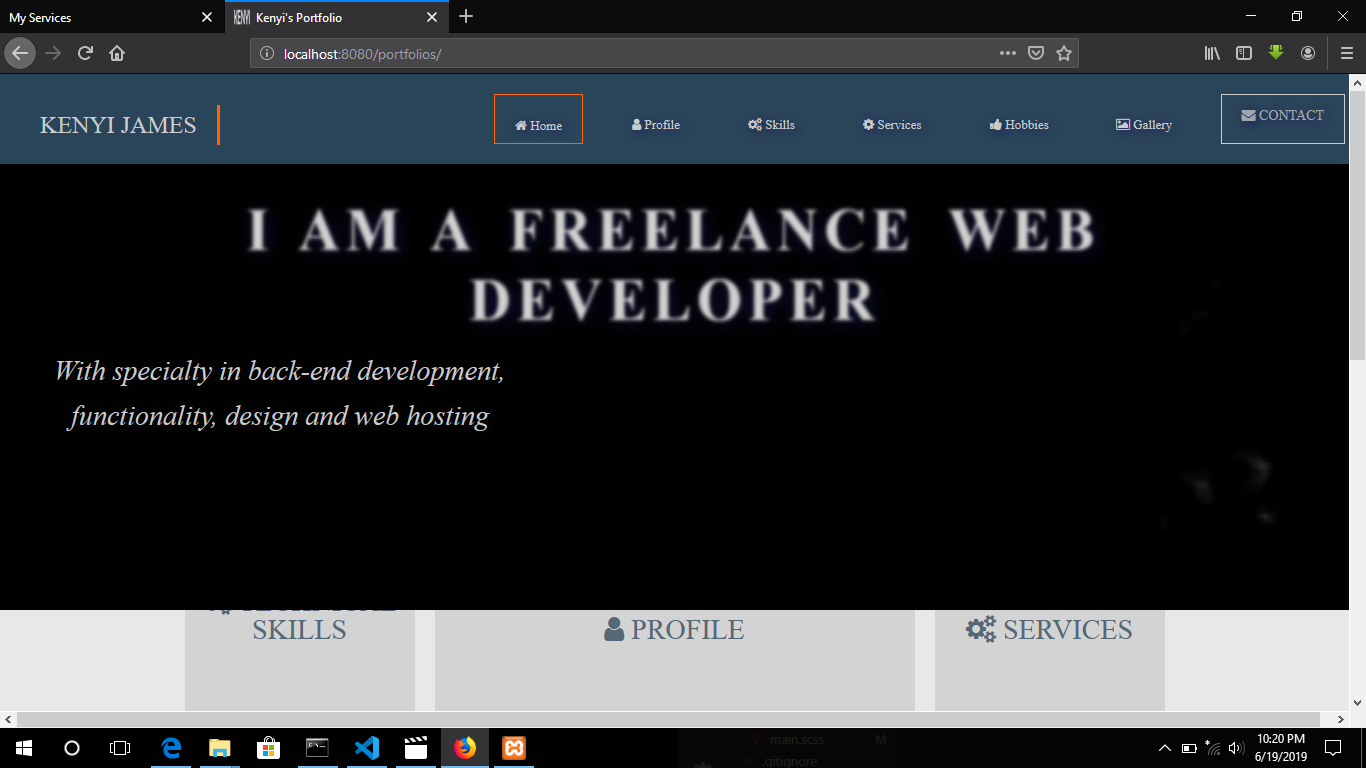 My Services
KENYI Kenyi's Portfolio
localhost:8080/portfolios/
KENYI JAMES
Home
Profile
Skills
Services
Hobbies
Gallery
CONTACT
I AM A FREELANCE WEB
DEVELOPER
With specialty in back-end development,
functionality, design and web hosting
SKILLS
PROFILE
SERVICES
main.scss M
.gitignore
10:20 PM
6/19/2019